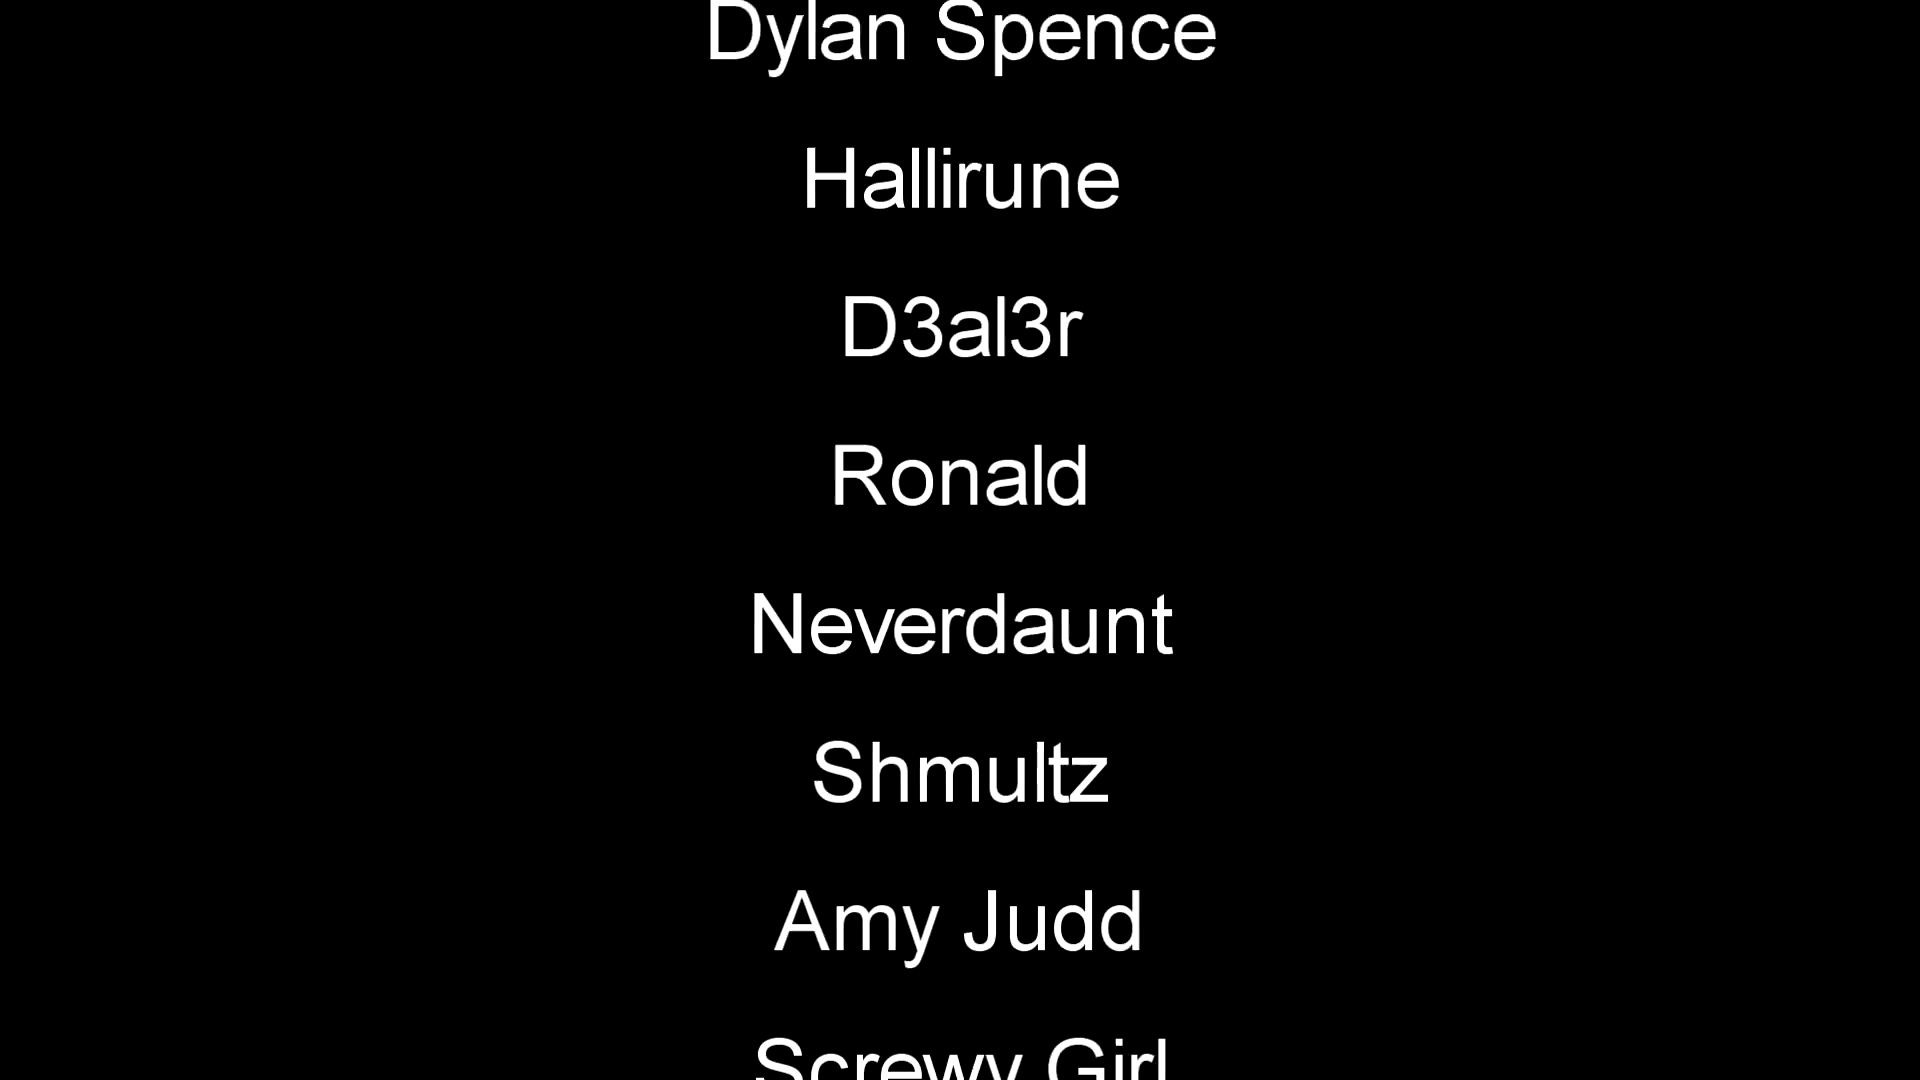 Dylan Spence
Hallirune
D3al3r
Ronald
Neverdaunt
Shmultz
Amy Judd
Screwy Girl